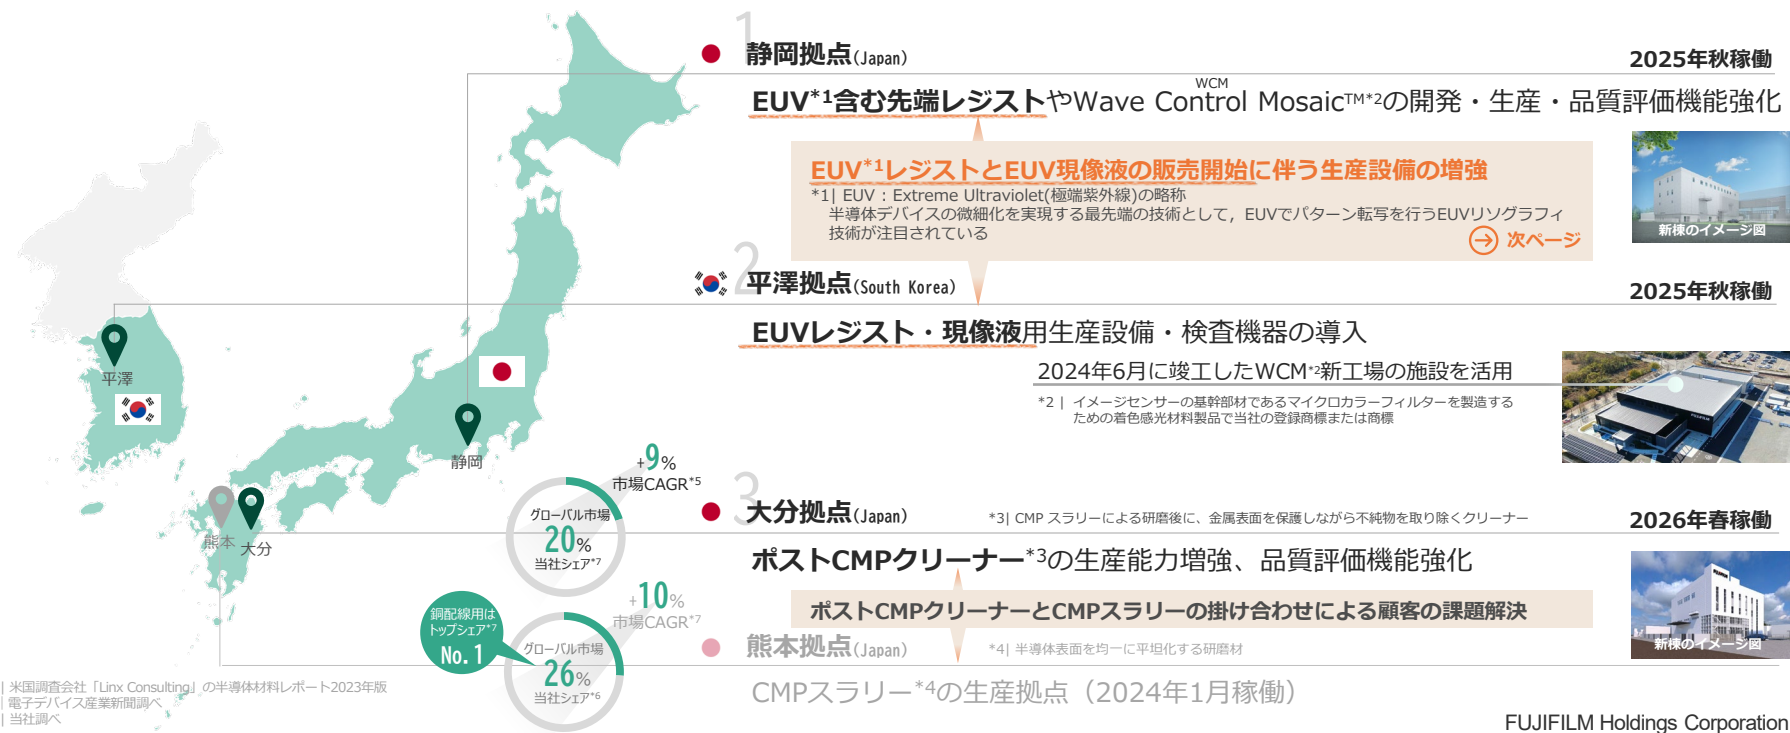 1
静岡拠点(Japan)
2025年秋稼働
WCM
EUV*1含む先端レジストやWave Control Mosaic™*2の開発・生産・品質評価機能強化
EUV*1レジストとEUV現像液の販売開始に伴う生産設備の増強
*1| EUV : Extreme Ultraviolet(極端紫外線)の略称
半導体デバイスの微細化を実現する最先端の技術として，EUVでパターン転写を行うEUVリソグラフィ
技術が注目されている
次ページ
新棟のイメージ図
2
平澤拠点(South Korea)
2025年秋稼働
EUVレジスト・現像液用生産設備・検査機器の導入
2024年6月に竣工したWCM*2新工場の施設を活用
*2 | イメージセンサーの基幹部材であるマイクロカラーフィルターを製造する
ための着色感光材料製品で当社の登録商標または商標
平澤
静岡
熊本
大分
+9%
市場CAGR*5
グローバル市場
20%
当社シェア*7
3
大分拠点(Japan)
*3| CMP スラリーによる研磨後に、金属表面を保護しながら不純物を取り除くクリーナー
2026年春稼働
ポストCMPクリーナー*3の生産能力増強、品質評価機能強化
ポストCMPクリーナーとCMPスラリーの掛け合わせによる顧客の課題解決
新棟のイメージ図
+10%
市場CAGR*7
銅配線用は
トップシェア*7
No.1
グローバル市場
26%
当社シェア*6
熊本拠点(Japan)
*4| 半導体表面を均一に平坦化する研磨材
CMPスラリー*4の生産拠点（2024年1月稼働）
| 米国調査会社「Linx Consulting」の半導体材料レポート2023年版
| 電子デバイス産業新聞調べ
| 当社調べ
FUJIFILM Holdings Corporation